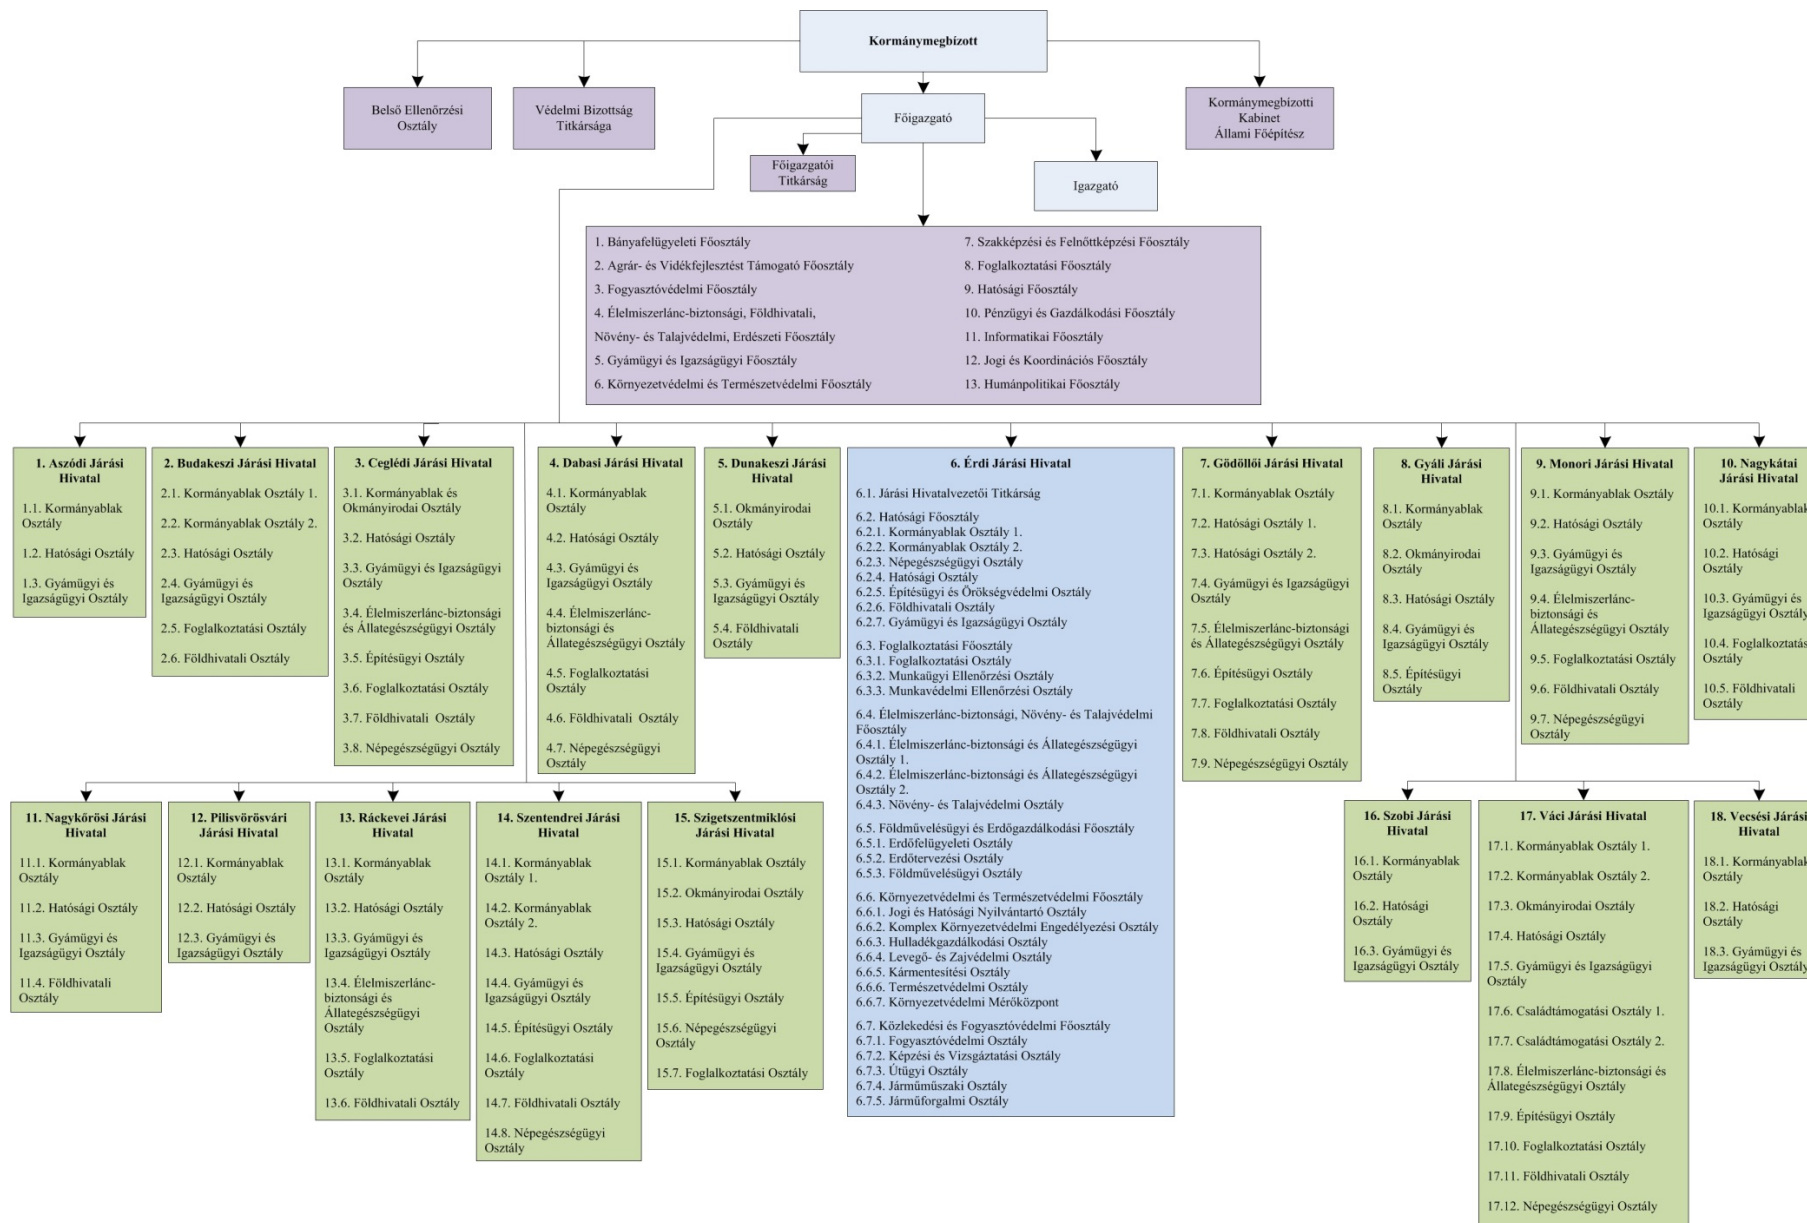 Kormánymegbízott
Belső Ellenőrzési
Osztály
Védelmi Bizottság
Titkársága
Főigazgató
Kormánymegbízotti
Kabinet
Állami Főépítész
Főigazgatói
Titkárság
Igazgató
1. Bányafelügyeleti Főosztály
2. Agrár- és Vidékfejlesztést Támogató Főosztály
3. Fogyasztóvédelmi Főosztály
4. Élelmiszerlánc-biztonsági, Földhivatali,
Növény- és Talajvédelmi, Erdészeti Főosztály
5. Gyámügyi és Igazságügyi Főosztály
6. Környezetvédelmi és Természetvédelmi Főosztály
7. Szakképzési és Felnőttképzési Főosztály
8. Foglalkoztatási Főosztály
9. Hatósági Főosztály
10. Pénzügyi és Gazdálkodási Főosztály
11. Informatikai Főosztály
12. Jogi és Koordinációs Főosztály
13. Humánpolitikai Főosztály
1. Aszódi Járási
Hivatal
1.1. Kormányablak
Osztály
1.2. Hatósági Osztály
1.3. Gyámügyi és
Igazságügyi Osztály
2. Budakeszi Járási Hivatal
2.1. Kormányablak Osztály 1.
2.2. Kormányablak Osztály 2.
2.3. Hatósági Osztály
2.4. Gyámügyi és
Igazságügyi Osztály
2.5. Foglalkoztatási Osztály
2.6. Földhivatali Osztály
3. Ceglédi Járási Hivatal
3.1. Kormányablak és
Okmányirodai Osztály
3.2. Hatósági Osztály
3.3. Gyámügyi és Igazságügyi
Osztály
3.4. Élelmiszerlánc-biztonsági
és Állategészségügyi Osztály
3.5. Építésügyi Osztály
3.6. Foglalkoztatási Osztály
3.7. Földhivatali Osztály
3.8. Népegészségügyi Osztály
4. Dabasi Járási Hivatal
4.1. Kormányablak
Osztály
4.2. Hatósági Osztály
4.3. Gyámügyi és
Igazságügyi Osztály
4.4. Élelmiszerlánc-
biztonsági és
Állategészségügyi Osztály
4.5. Foglalkoztatási
Osztály
4.6. Földhivatali Osztály
4.7. Népegészségügyi
Osztály
5. Dunakeszi Járási
Hivatal
5.1. Okmányirodai
Osztály
5.2. Hatósági Osztály
5.3. Gyámügyi és
Igazságügyi Osztály
5.4. Földhivatali
Osztály
6. Érdi Járási Hivatal
6.1. Járási Hivatalvezetői Titkárság
6.2. Hatósági Főosztály
6.2.1. Kormányablak Osztály 1.
6.2.2. Kormányablak Osztály 2.
6.2.3. Népegészségügyi Osztály
6.2.4. Hatósági Osztály
6.2.5. Építésügyi és Örökségvédelmi Osztály
6.2.6. Földhivatali Osztály
6.2.7. Gyámügyi és Igazságügyi Osztály
6.3. Foglalkoztatási Főosztály
6.3.1. Foglalkoztatási Osztály
6.3.2. Munkaügyi Ellenőrzési Osztály
6.3.3. Munkavédelmi Ellenőrzési Osztály
6.4. Élelmiszerlánc-biztonsági, Növény- és Talajvédelmi
Főosztály
6.4.1. Élelmiszerlánc-biztonsági és Állategészségügyi
Osztály 1.
6.4.2. Élelmiszerlánc-biztonsági és Állategészségügyi
Osztály 2.
6.4.3. Növény- és Talajvédelmi Osztály
6.5. Földművelésügyi és Erdőgazdálkodási Főosztály
6.5.1. Erdőfelügyeleti Osztály
6.5.2. Erdőtervezési Osztály
6.5.3. Földművelésügyi Osztály
6.6. Környezetvédelmi és Természetvédelmi Főosztály
6.6.1. Jogi és Hatósági Nyilvántartó Osztály
6.6.2. Komplex Környezetvédelmi Engedélyezési Osztály
6.6.3. Hulladékgazdálkodási Osztály
6.6.4. Levegő- és Zajvédelmi Osztály
6.6.5. Kármentesítési Osztály
6.6.6. Természetvédelmi Osztály
6.6.7. Környezetvédelmi Mérőközpont
6.7. Közlekedési és Fogyasztóvédelmi Főosztály
6.7.1. Fogyasztóvédelmi Osztály
6.7.2. Képzési és Vizsgáztatási Osztály
6.7.3. Útügyi Osztály
6.7.4. Járműműszaki Osztály
6.7.5. Járműforgalmi Osztály
7. Gödöllői Járási Hivatal
7.1. Kormányablak Osztály
7.2. Hatósági Osztály 1.
7.3. Hatósági Osztály 2.
7.4. Gyámügyi és Igazságügyi
Osztály
7.5. Élelmiszerlánc-biztonsági
és Állategészségügyi Osztály
7.6. Építésügyi Osztály
7.7. Foglalkoztatási Osztály
7.8. Földhivatali Osztály
7.9. Népegészségügyi Osztály
8. Gyáli Járási
Hivatal
8.1. Kormányablak
Osztály
8.2. Okmányirodai
Osztály
8.3. Hatósági Osztály
8.4. Gyámügyi és
Igazságügyi Osztály
8.5. Építésügyi
Osztály
9. Monori Járási Hivatal
9.1. Kormányablak Osztály
9.2. Hatósági Osztály
9.3. Gyámügyi és
Igazságügyi Osztály
9.4. Élelmiszerlánc-
biztonsági és
Állategészségügyi Osztály
9.5. Foglalkoztatási Osztály
9.6. Földhivatali Osztály
9.7. Népegészségügyi
Osztály
10. Nagykátai
Járási Hivatal
10.1. Kormányablak
Osztály
10.2. Hatósági
Osztály
10.3. Gyámügyi és
Igazságügyi Osztály
10.4. Foglalkoztatási
Osztály
10.5. Földhivatali
Osztály
11. Nagykőrösi Járási
Hivatal
11.1. Kormányablak
Osztály
11.2. Hatósági Osztály
11.3. Gyámügyi és
Igazságügyi Osztály
11.4. Földhivatali
Osztály
12. Pilisvörösvári
Járási Hivatal
12.1. Kormányablak
Osztály
12.2. Hatósági Osztály
12.3. Gyámügyi és
Igazságügyi Osztály
13. Ráckevei Járási
Hivatal
13.1. Kormányablak
Osztály
13.2. Hatósági Osztály
13.3. Gyámügyi és
Igazságügyi Osztály
13.4. Élelmiszerlánc-
biztonsági és
Állategészségügyi
Osztály
13.5. Foglalkoztatási
Osztály
13.6. Földhivatali Osztály
14. Szentendrei Járási
Hivatal
14.1. Kormányablak
Osztály 1.
14.2. Kormányablak
Osztály 2.
14.3. Hatósági Osztály
14.4. Gyámügyi és
Igazságügyi Osztály
14.5. Építésügyi Osztály
14.6. Foglalkoztatási
Osztály
14.7. Földhivatali Osztály
14.8. Népegészségügyi
Osztály
15. Szigetszentmiklósi
Járási Hivatal
15.1. Kormányablak Osztály
15.2. Okmányirodai Osztály
15.3. Hatósági Osztály
15.4. Gyámügyi és
Igazságügyi Osztály
15.5. Építésügyi Osztály
15.6. Népegészségügyi
Osztály
15.7. Foglalkoztatási Osztály
16. Szobi Járási
Hivatal
16.1. Kormányablak
Osztály
16.2. Hatósági
Osztály
16.3. Gyámügyi és
Igazságügyi Osztály
17. Váci Járási Hivatal
17.1. Kormányablak Osztály 1.
17.2. Kormányablak Osztály 2.
17.3. Okmányirodai Osztály
17.4. Hatósági Osztály
17.5. Gyámügyi és Igazságügyi
Osztály
17.6. Családtámogatási Osztály 1.
17.7. Családtámogatási Osztály 2.
17.8. Élelmiszerlánc-biztonsági és
Állategészségügyi Osztály
17.9. Építésügyi Osztály
17.10. Foglalkoztatási Osztály
17.11. Földhivatali Osztály
17.12. Népegészségügyi Osztály
18. Vecsési Járási
Hivatal
18.1. Kormányablak
Osztály
18.2. Hatósági
Osztály
18.3. Gyámügyi és
Igazságügyi Osztály